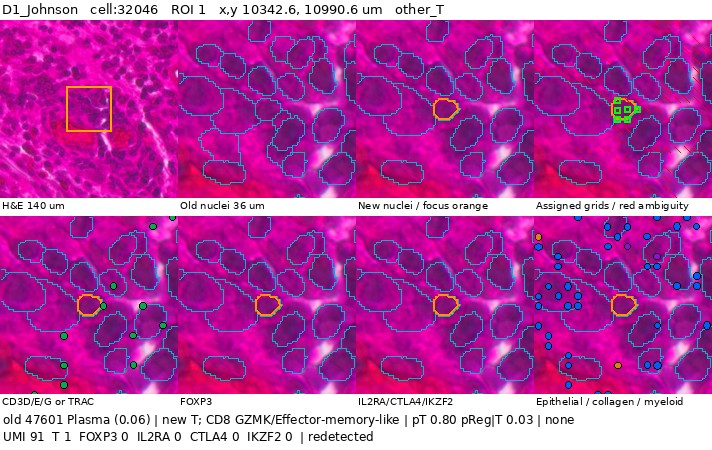 D1_Johnson   cell:32046   ROI 1   x,y 10342.6, 10990.6 um   other_T
H&E 140 um
Old nuclei 36 um
New nuclei / focus orange
Assigned grids / red ambiguity
CD3D/E/G or TRAC
FOXP3
IL2RA/CTLA4/IKZF2
Epithelial / collagen / myeloid
old 47601 Plasma (0.06) | new T; CD8 GZMK/Effector-memory-like | pT 0.80 pReg|T 0.03 | none
UMI 91  T 1  FOXP3 0  IL2RA 0  CTLA4 0  IKZF2 0  | redetected